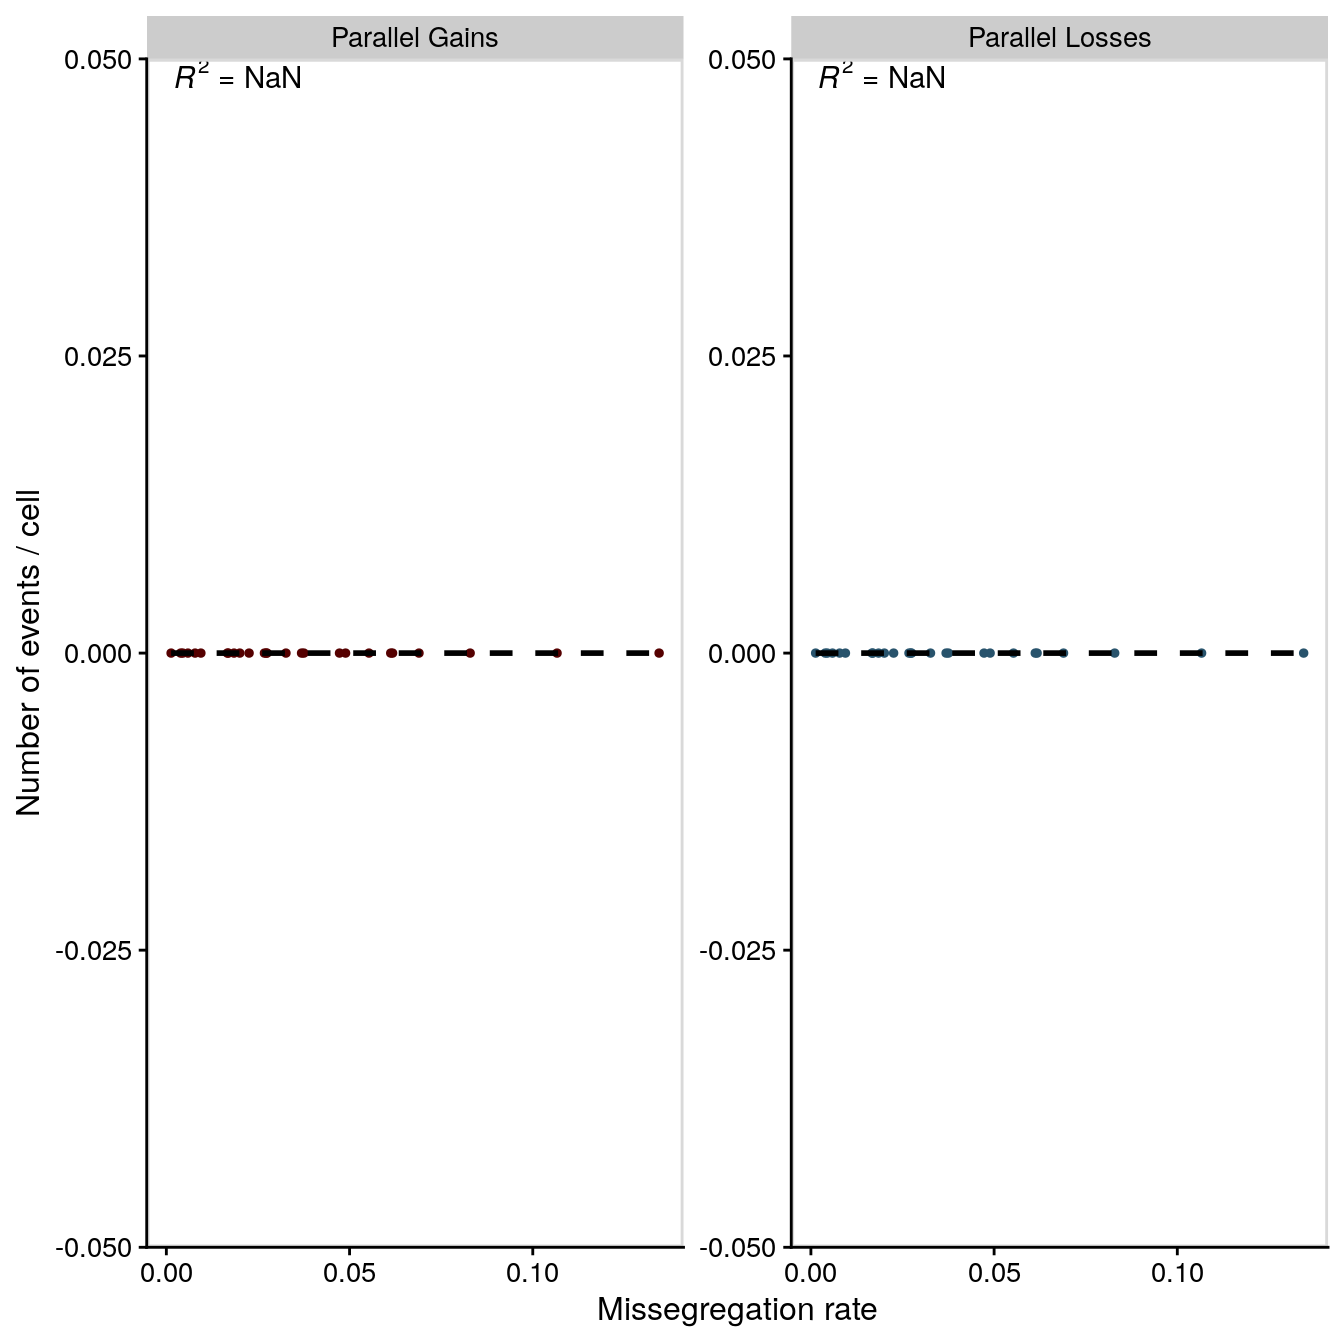 Parallel Gains
Parallel Losses
R² = NaN
R² = NaN
0.050
0.025
0.000
-0.025
-0.050
0.050
0.025
0.000
-0.025
-0.050
0.00 0.05 0.10
0.00 0.05 0.10
Number of events / cell
Missegregation rate